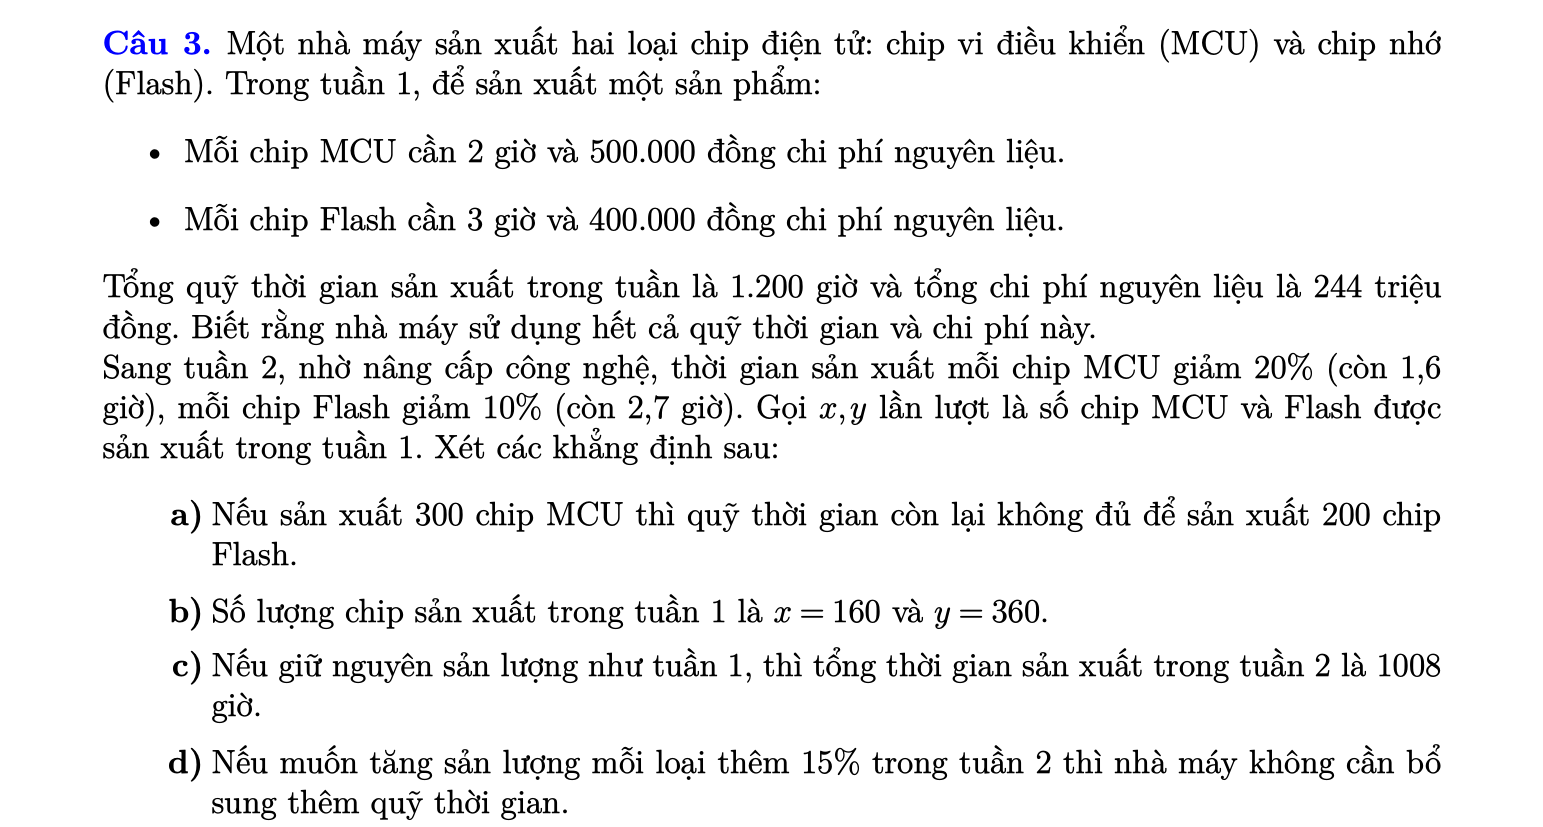 Câu 3. Một nhà máy sản xuất hai loại chip điện tử: chip vi điều khiển (MCU) và chip nhớ
(Flash). Trong tuần 1, để sản xuất một sản phẩm:
• Mỗi chip MCU cần 2 giờ và 500.000 đồng chi phí nguyên liệu.
• Mỗi chip Flash cần 3 giờ và 400.000 đồng chi phí nguyên liệu.
Tổng quỹ thời gian sản xuất trong tuần là 1.200 giờ và tổng chi phí nguyên liệu là 244 triệu
đồng. Biết rằng nhà máy sử dụng hết cả quỹ thời gian và chi phí này.
Sang tuần 2, nhờ nâng cấp công nghệ, thời gian sản xuất mỗi chip MCU giảm 20% (còn 1,6
giờ), mỗi chip Flash giảm 10% (còn 2,7 giờ). Gọi x, y lần lượt là số chip MCU và Flash được
sản xuất trong tuần 1. Xét các khẳng định sau:
a) Nếu sản xuất 300 chip MCU thì quỹ thời gian còn lại không đủ để sản xuất 200 chip
Flash.
b) Số lượng chip sản xuất trong tuần 1 là x = 160 và y = 360.
c) Nếu giữ nguyên sản lượng như tuần 1, thì tổng thời gian sản xuất trong tuần 2 là 1008
giờ.
d) Nếu muốn tăng sản lượng mỗi loại thêm 15% trong tuần 2 thì nhà máy không cần bổ
sung thêm quỹ thời gian.